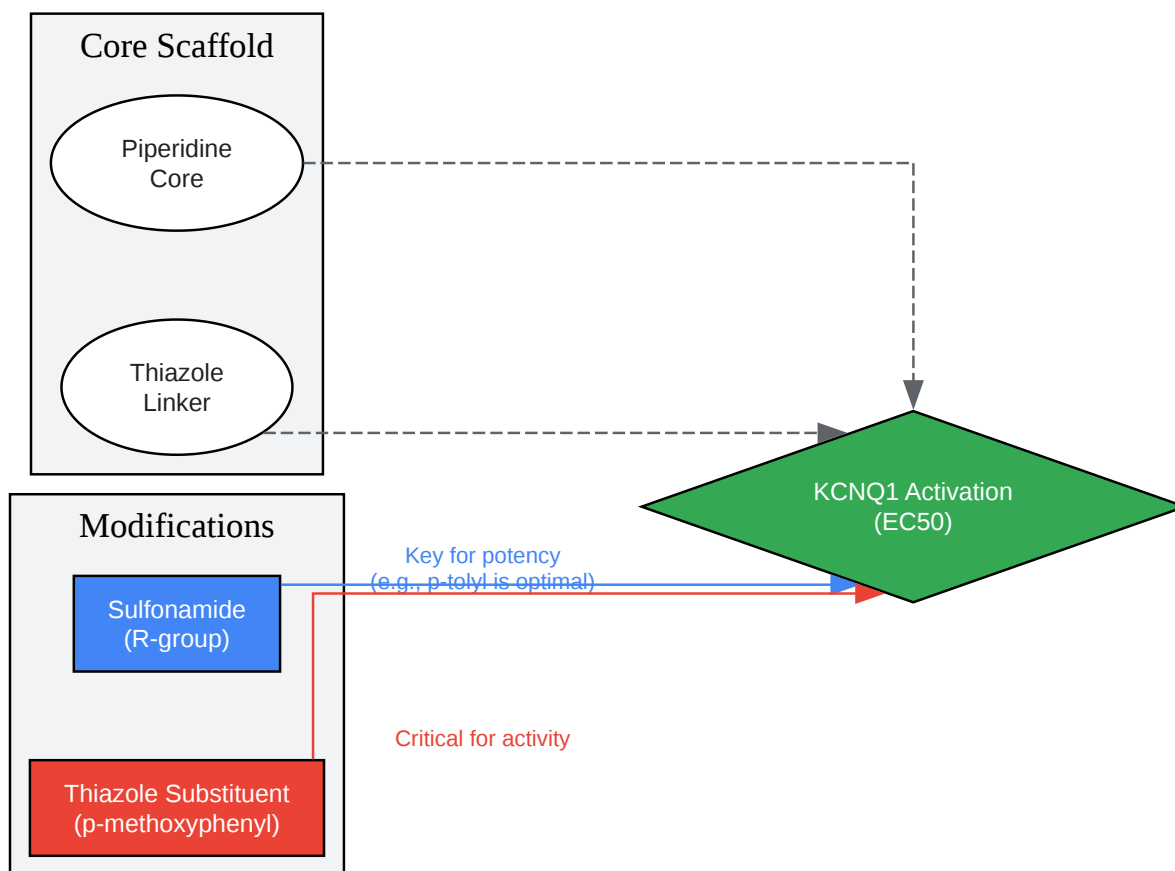 Core Scaffold
Piperidine
Core
Thiazole
Linker
KCNQ1 Activation
(EC50)
Modifications
Key for potency
(e.g., p-tolyl is optimal)
Sulfonamide
(R-group)
Critical for activity
Thiazole Substituent
(p-methoxyphenyl)